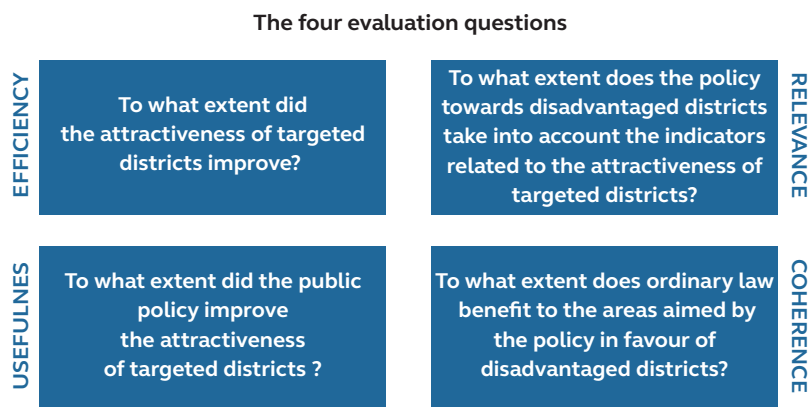 The four evaluation questions
EFFICIENCY
To what extent did
the attractiveness of targeted
districts improve?
To what extent does the policy
towards disadvantaged districts
take into account the indicators
related to the attractiveness of
targeted districts?
RELEVANCE
USEFULNES
To what extent did the public
policy improve
the attractiveness
of targeted districts ?
To what extent does ordinary law
benefit to the areas aimed by
the policy in favour of
disadvantaged districts?
COHERENCE